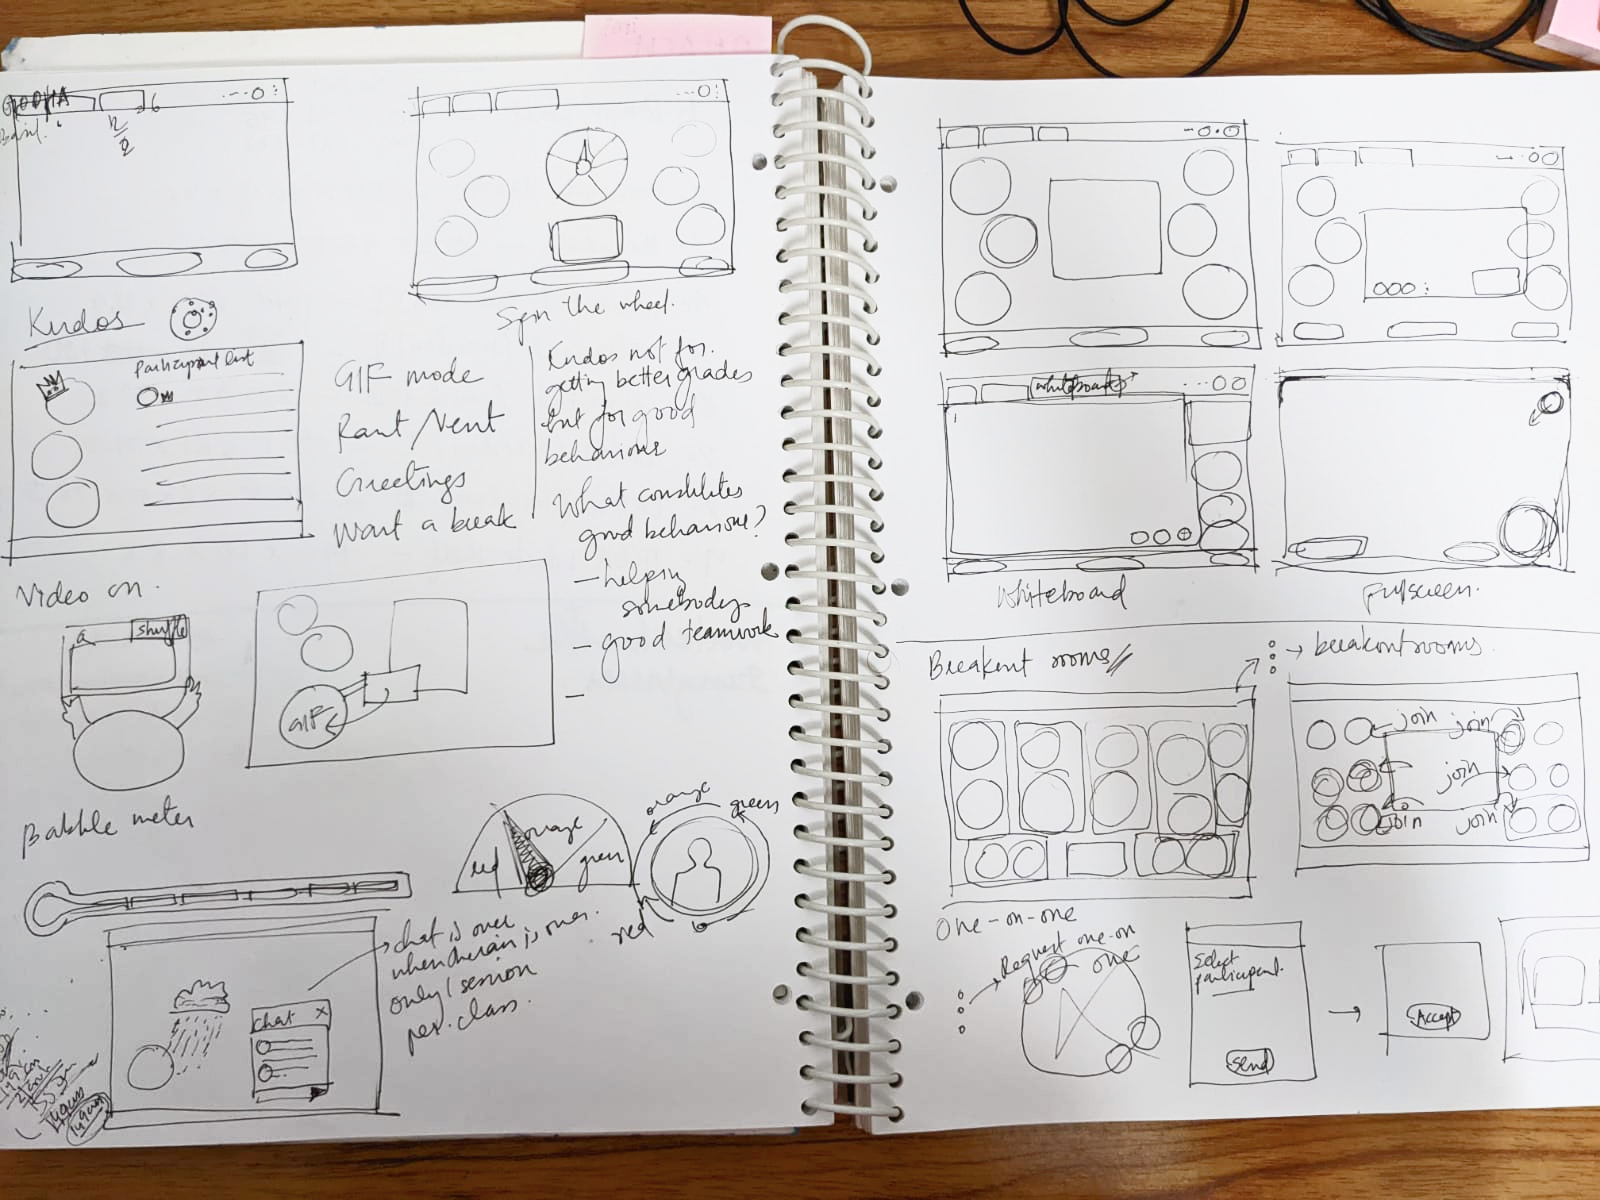 Kudos
Spin the wheel.
Participant list
GIF mode
Rant/Vent
Greetings
Want a break
Kudos not for.
getting better grades
but for good
behaviour
What constitutes
good behaviour?
- helping
somebody
- good teamwork
-
Video on.
a
shuffle
GIF
Babble meter
red
orange
green
orange
green
red
chat is over
when the rain is over.
only 1 session
per class.
chat x
whiteboard
Whiteboard
fullscreen.
Breakout rooms
→ breakout rooms.
join
join
join
join
join
One-on-one
Request one-on
one
Select
participant.
Send
Accept